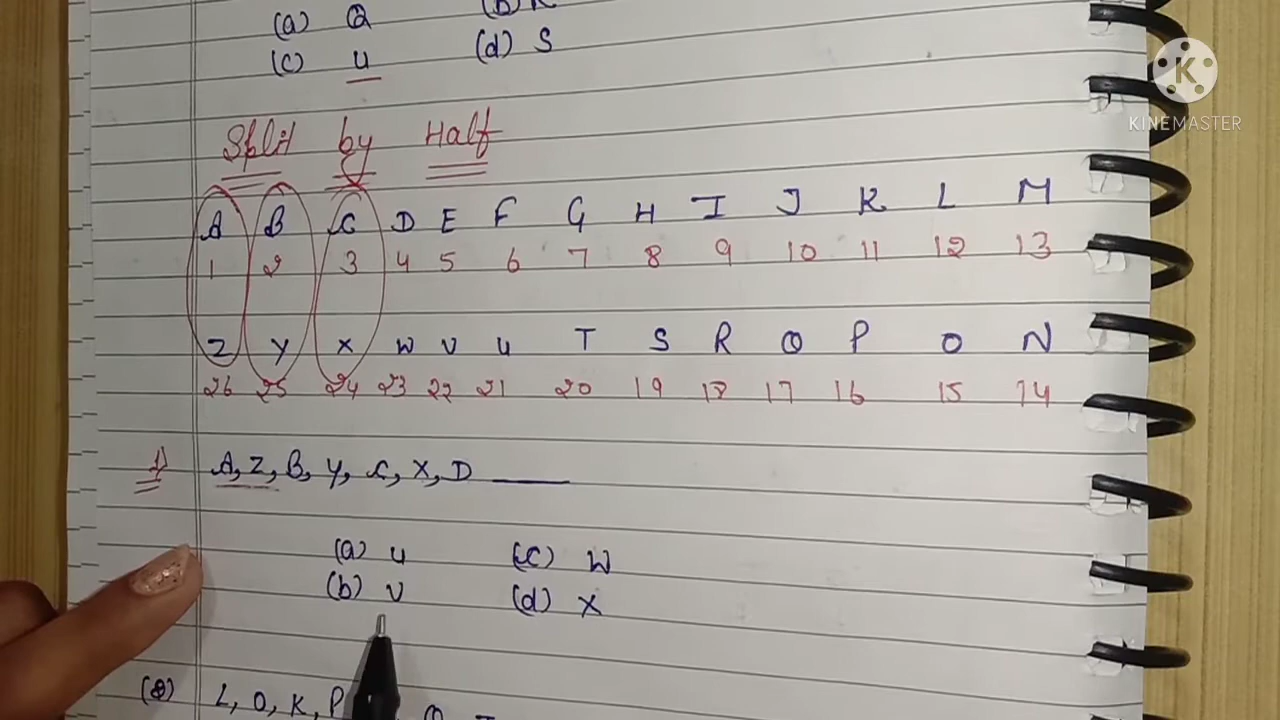 (a) Q (b) K
(c) u (d) S
KINEMASTER
Split by Half
A B C D E F G H I J K L M
1 2 3 4 5 6 7 8 9 10 11 12 13
Z Y X W V U T S R Q P O N
26 25 24 23 22 21 20 19 18 17 16 15 14
1) A, Z, B, Y, C, X, D ____
(a) u (c) W
(b) v (d) X
L, O, K, P